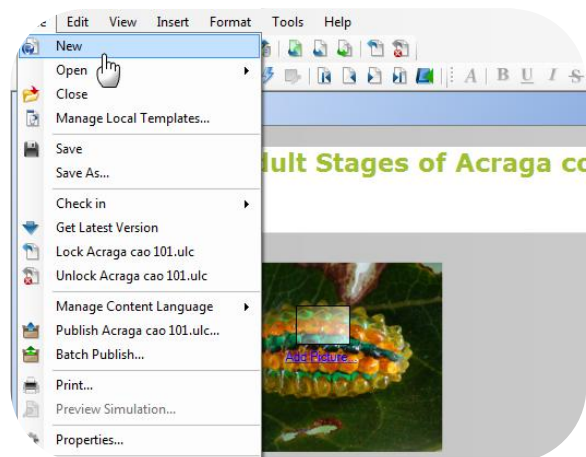 Edit View Insert Format Tools Help
New
Open
A B U I S
Close
Manage Local Templates...
Save
dult Stages of Acraga co
Save As...
Check in
Get Latest Version
Lock Acraga cao 101.ulc
Unlock Acraga cao 101.ulc
Manage Content Language
Publish Acraga cao 101.ulc...
Add Picture...
Batch Publish...
Print...
Preview Simulation...
Properties...